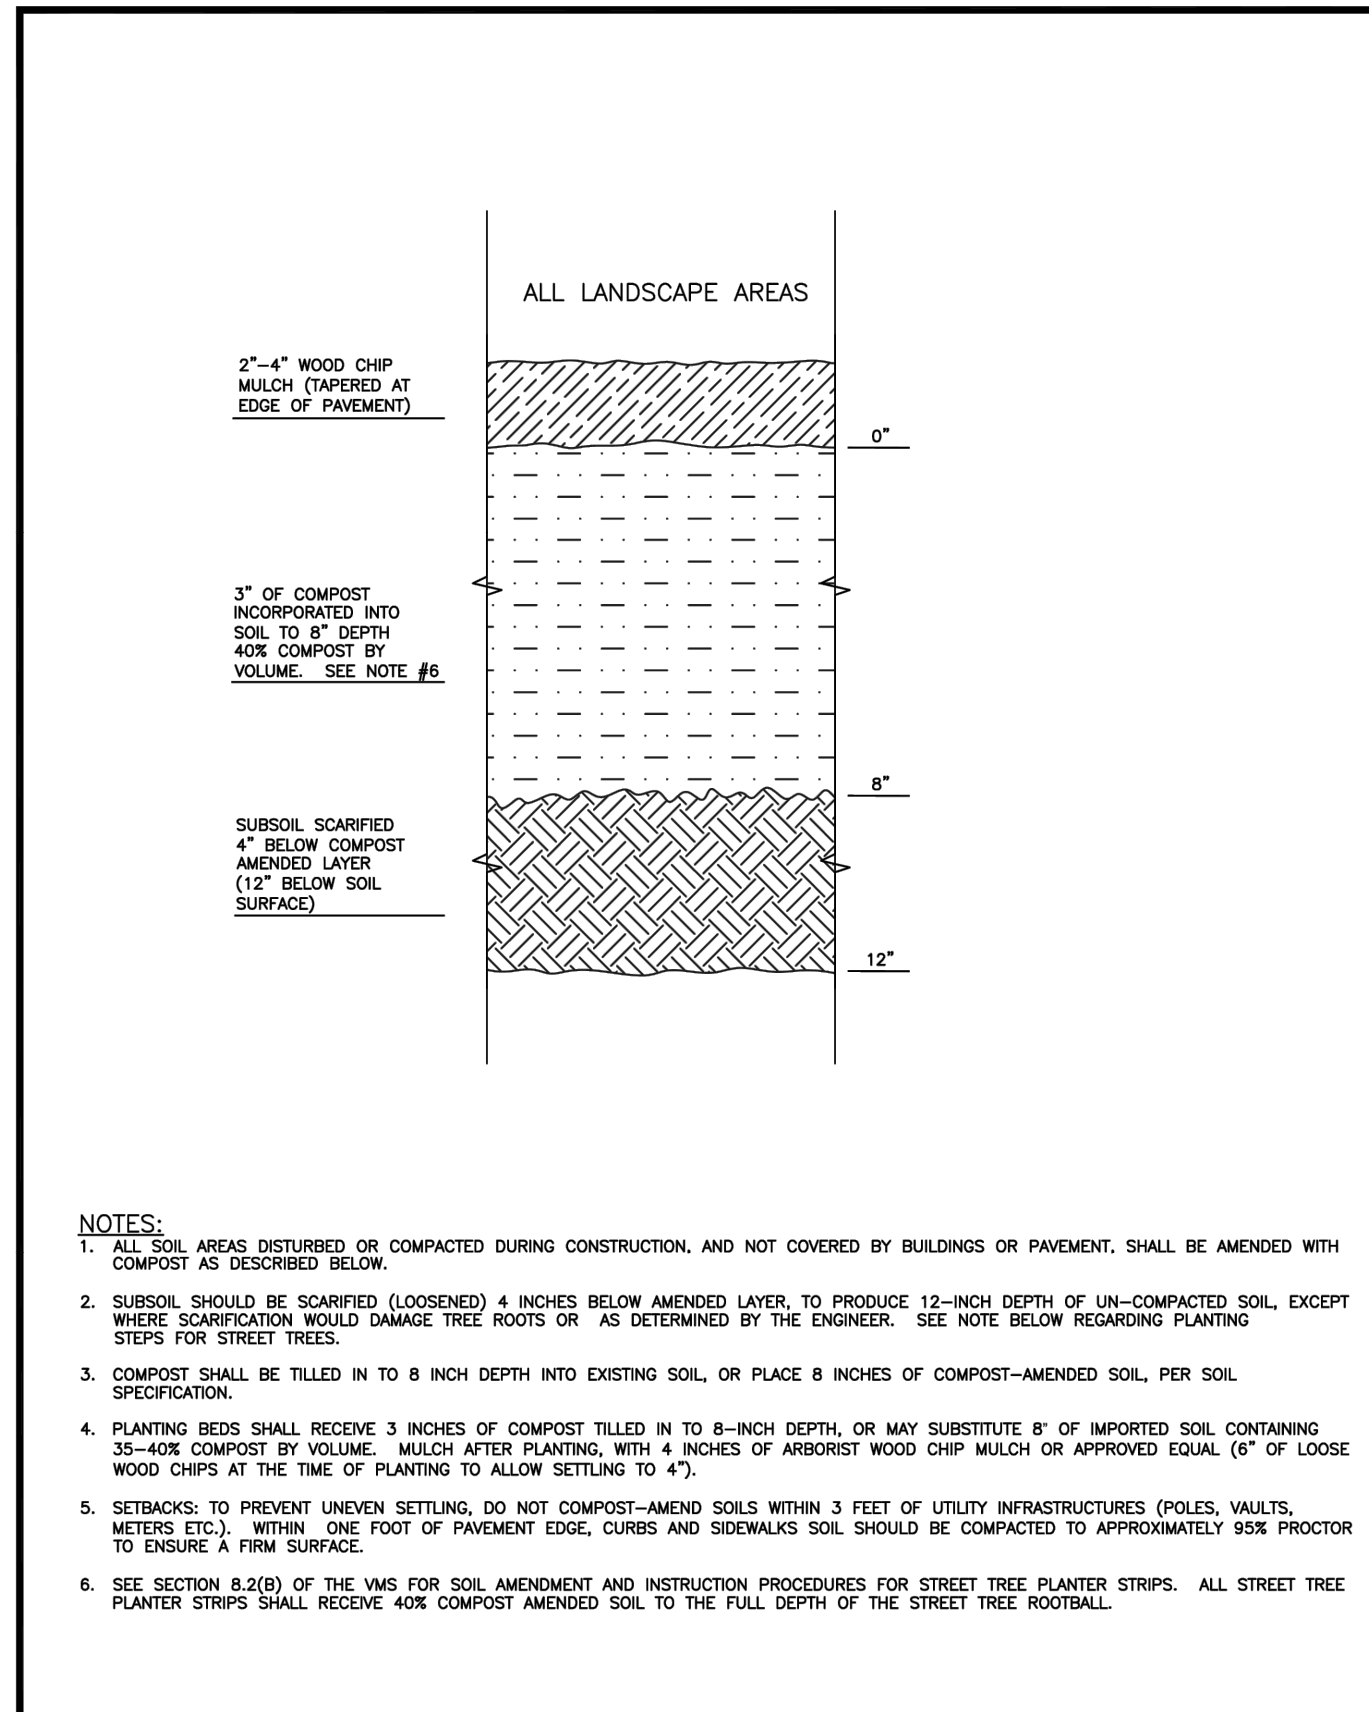 ALL LANDSCAPE AREAS
2"-4" WOOD CHIP
MULCH (TAPERED AT
EDGE OF PAVEMENT)
0"
3" OF COMPOST
INCORPORATED INTO
SOIL TO 8" DEPTH
40% COMPOST BY
VOLUME. SEE NOTE #6
8"
SUBSOIL SCARIFIED
4" BELOW COMPOST
AMENDED LAYER
(12" BELOW SOIL
SURFACE)
12"
NOTES:
1. ALL SOIL AREAS DISTURBED OR COMPACTED DURING CONSTRUCTION, AND NOT COVERED BY BUILDINGS OR PAVEMENT, SHALL BE AMENDED WITH
COMPOST AS DESCRIBED BELOW.
2. SUBSOIL SHOULD BE SCARIFIED (LOOSENED) 4 INCHES BELOW AMENDED LAYER, TO PRODUCE 12-INCH DEPTH OF UN-COMPACTED SOIL, EXCEPT
WHERE SCARIFICATION WOULD DAMAGE TREE ROOTS OR AS DETERMINED BY THE ENGINEER. SEE NOTE BELOW REGARDING PLANTING
STEPS FOR STREET TREES.
3. COMPOST SHALL BE TILLED IN TO 8 INCH DEPTH INTO EXISTING SOIL, OR PLACE 8 INCHES OF COMPOST-AMENDED SOIL, PER SOIL
SPECIFICATION.
4. PLANTING BEDS SHALL RECEIVE 3 INCHES OF COMPOST TILLED IN TO 8-INCH DEPTH, OR MAY SUBSTITUTE 8" OF IMPORTED SOIL CONTAINING
35-40% COMPOST BY VOLUME. MULCH AFTER PLANTING, WITH 4 INCHES OF ARBORIST WOOD CHIP MULCH OR APPROVED EQUAL (6" OF LOOSE
WOOD CHIPS AT THE TIME OF PLANTING TO ALLOW SETTLING TO 4").
5. SETBACKS: TO PREVENT UNEVEN SETTLING, DO NOT COMPOST-AMEND SOILS WITHIN 3 FEET OF UTILITY INFRASTRUCTURES (POLES, VAULTS,
METERS ETC.). WITHIN ONE FOOT OF PAVEMENT EDGE, CURBS AND SIDEWALKS SOIL SHOULD BE COMPACTED TO APPROXIMATELY 95% PROCTOR
TO ENSURE A FIRM SURFACE.
6. SEE SECTION 8.2(B) OF THE VMS FOR SOIL AMENDMENT AND INSTRUCTION PROCEDURES FOR STREET TREE PLANTER STRIPS. ALL STREET TREE
PLANTER STRIPS SHALL RECEIVE 40% COMPOST AMENDED SOIL TO THE FULL DEPTH OF THE STREET TREE ROOTBALL.